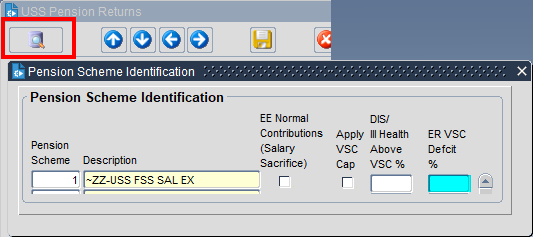 USS Pension Returns
Pension Scheme Identification
Pension Scheme Identification
EE Normal
Contributions
(Salary
Sacrifice)
Apply
VSC
Cap
DIS/
Ill Health
Above
VSC %
ER VSC
Defcit
%
Pension
Scheme
Description
1
~ZZ-USS FSS SAL EX